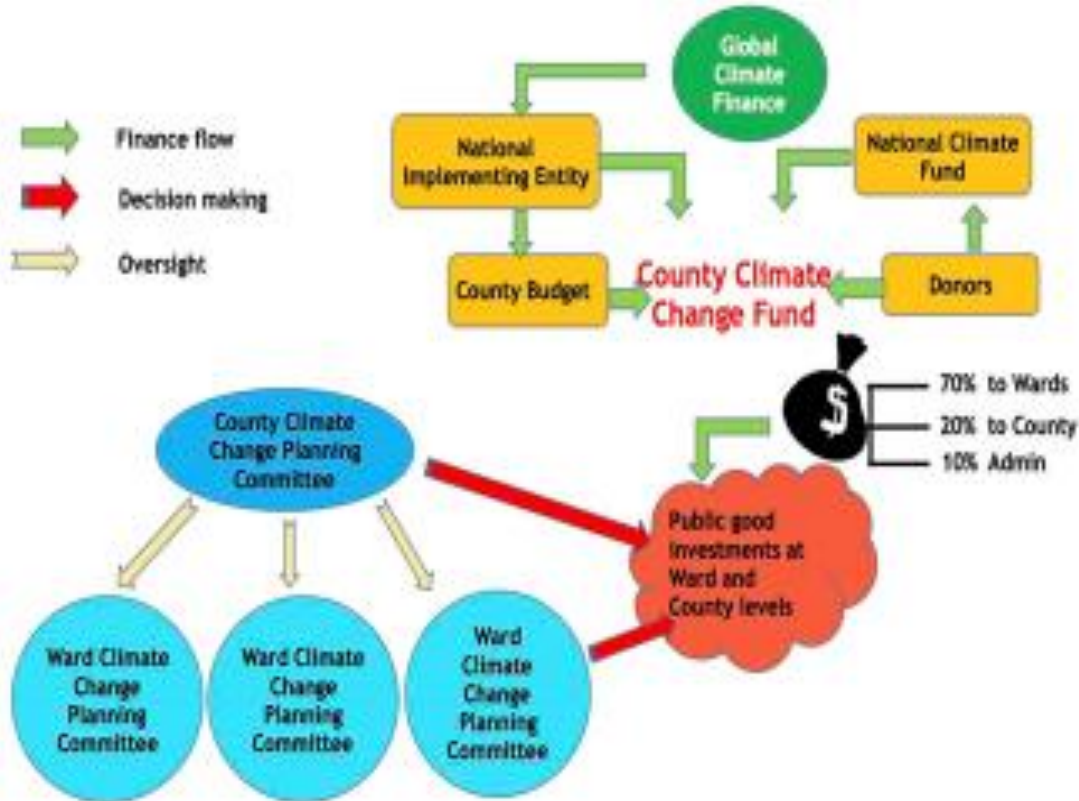 Global
Climate
Finance
National
Implementing Entity
National Climate
Fund
Finance flow
Decision making
Oversight
County Budget
County Climate
Change Fund
Donors
$
70% to Wards
20% to County
10% Admin
County Climate
Change Planning
Committee
Public good
investments at
Ward and
County levels
Ward Climate
Change
Planning
Committee
Ward Climate
Change
Planning
Committee
Ward
Climate
Change
Planning
Committee